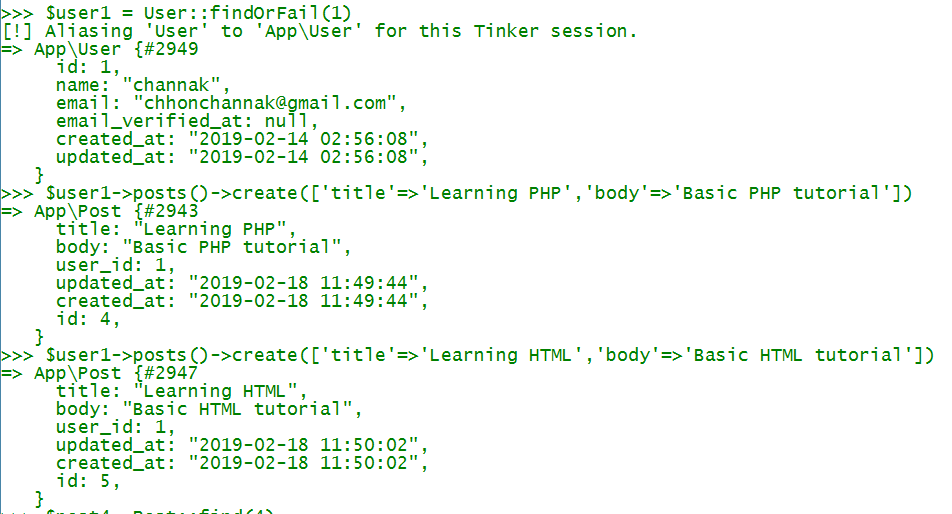 >>> $user1 = User::findOrFail(1)
[!] Aliasing 'User' to 'App\User' for this Tinker session.
=> App\User {#2949
     id: 1,
     name: "channak",
     email: "chhonchannak@gmail.com",
     email_verified_at: null,
     created_at: "2019-02-14 02:56:08",
     updated_at: "2019-02-14 02:56:08",
   }
>>> $user1->posts()->create(['title'=>'Learning PHP','body'=>'Basic PHP tutorial'])
=> App\Post {#2943
     title: "Learning PHP",
     body: "Basic PHP tutorial",
     user_id: 1,
     updated_at: "2019-02-18 11:49:44",
     created_at: "2019-02-18 11:49:44",
     id: 4,
   }
>>> $user1->posts()->create(['title'=>'Learning HTML','body'=>'Basic HTML tutorial'])
=> App\Post {#2947
     title: "Learning HTML",
     body: "Basic HTML tutorial",
     user_id: 1,
     updated_at: "2019-02-18 11:50:02",
     created_at: "2019-02-18 11:50:02",
     id: 5,
   }